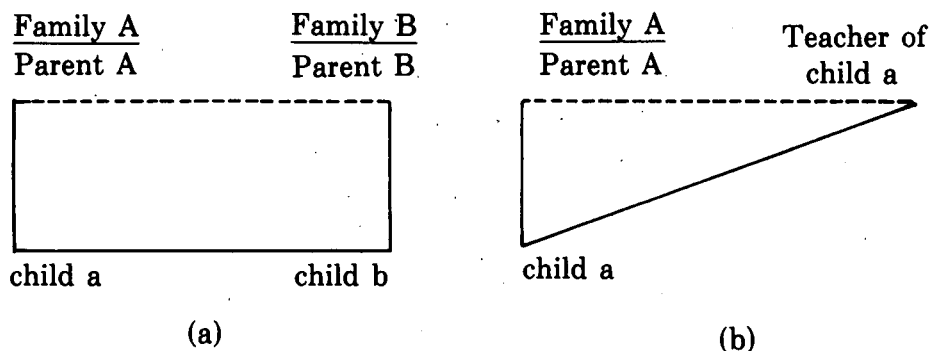 Family A
Parent A
Family B
Parent B
child a
child b
(a)
Family A
Parent A
Teacher of
child a
child a
(b)